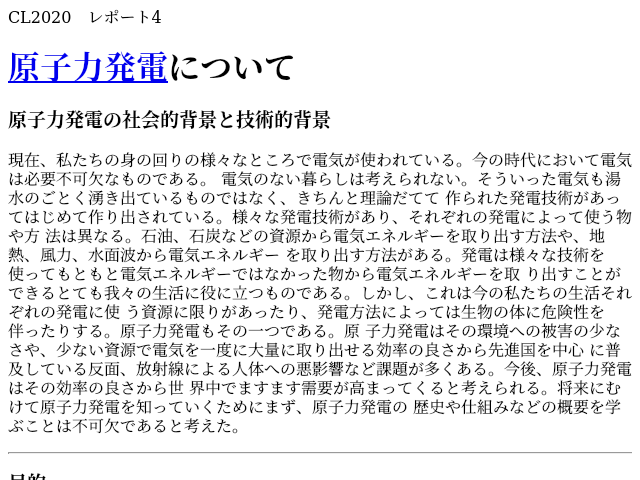 CL2020　レポート4
原子力発電について
原子力発電の社会的背景と技術的背景
現在、私たちの身の回りの様々なところで電気が使われている。今の時代において電気
は必要不可欠なものである。 電気のない暮らしは考えられない。そういった電気も湯
水のごとく湧き出ているものではなく、きちんと理論だてて 作られた発電技術があっ
てはじめて作り出されている。様々な発電技術があり、それぞれの発電によって使う物
や方 法は異なる。石油、石炭などの資源から電気エネルギーを取り出す方法や、地
熱、風力、水面波から電気エネルギー を取り出す方法がある。発電は様々な技術を
使ってもともと電気エネルギーではなかった物から電気エネルギーを取 り出すことが
できるとても我々の生活に役に立つものである。しかし、これは今の私たちの生活それ
ぞれの発電に使 う資源に限りがあったり、発電方法によっては生物の体に危険性を
伴ったりする。原子力発電もその一つである。原 子力発電はその環境への被害の少な
さや、少ない資源で電気を一度に大量に取り出せる効率の良さから先進国を中心 に普
及している反面、放射線による人体への悪影響など課題が多くある。今後、原子力発電
はその効率の良さから世 界中でますます需要が高まってくると考えられる。将来にむ
けて原子力発電を知っていくためにまず、原子力発電の 歴史や仕組みなどの概要を学
ぶことは不可欠であると考えた。
目的